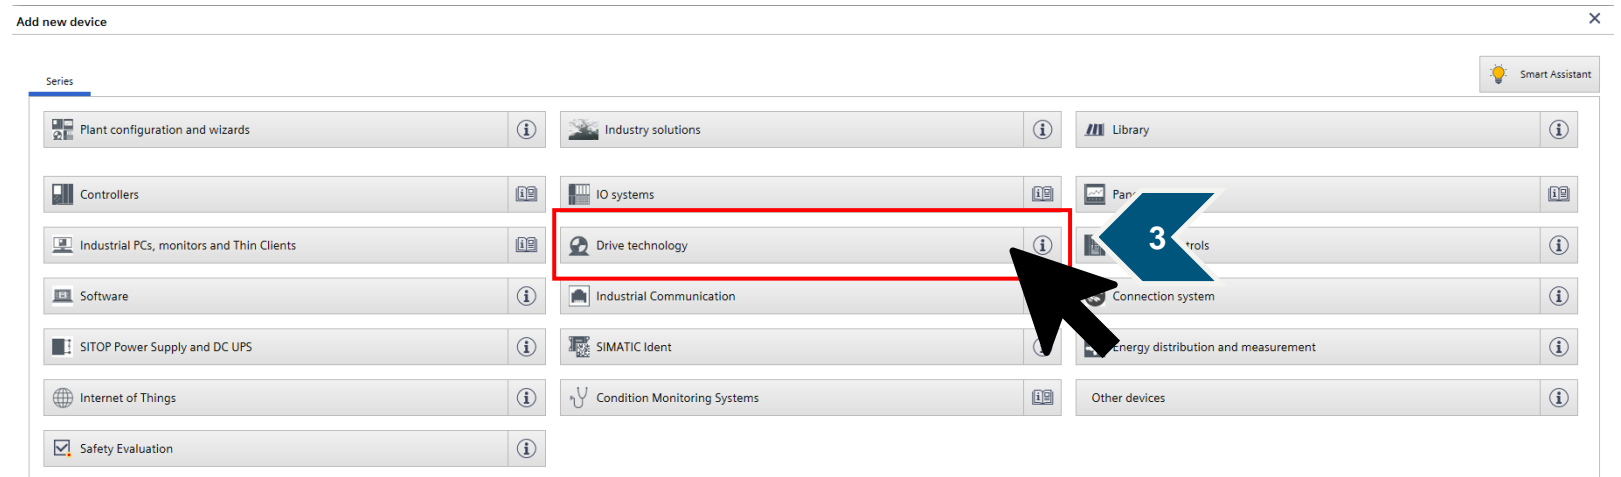 Add new device
Smart Assistant
Series
Plant configuration and wizards
Industry solutions
Library
Controllers
IO systems
Industrial PCs, monitors and Thin Clients
Drive technology
3
Software
Industrial Communication
Connection system
SITOP Power Supply and DC UPS
SIMATIC Ident
Energy distribution and measurement
Internet of Things
Condition Monitoring Systems
Other devices
Safety Evaluation